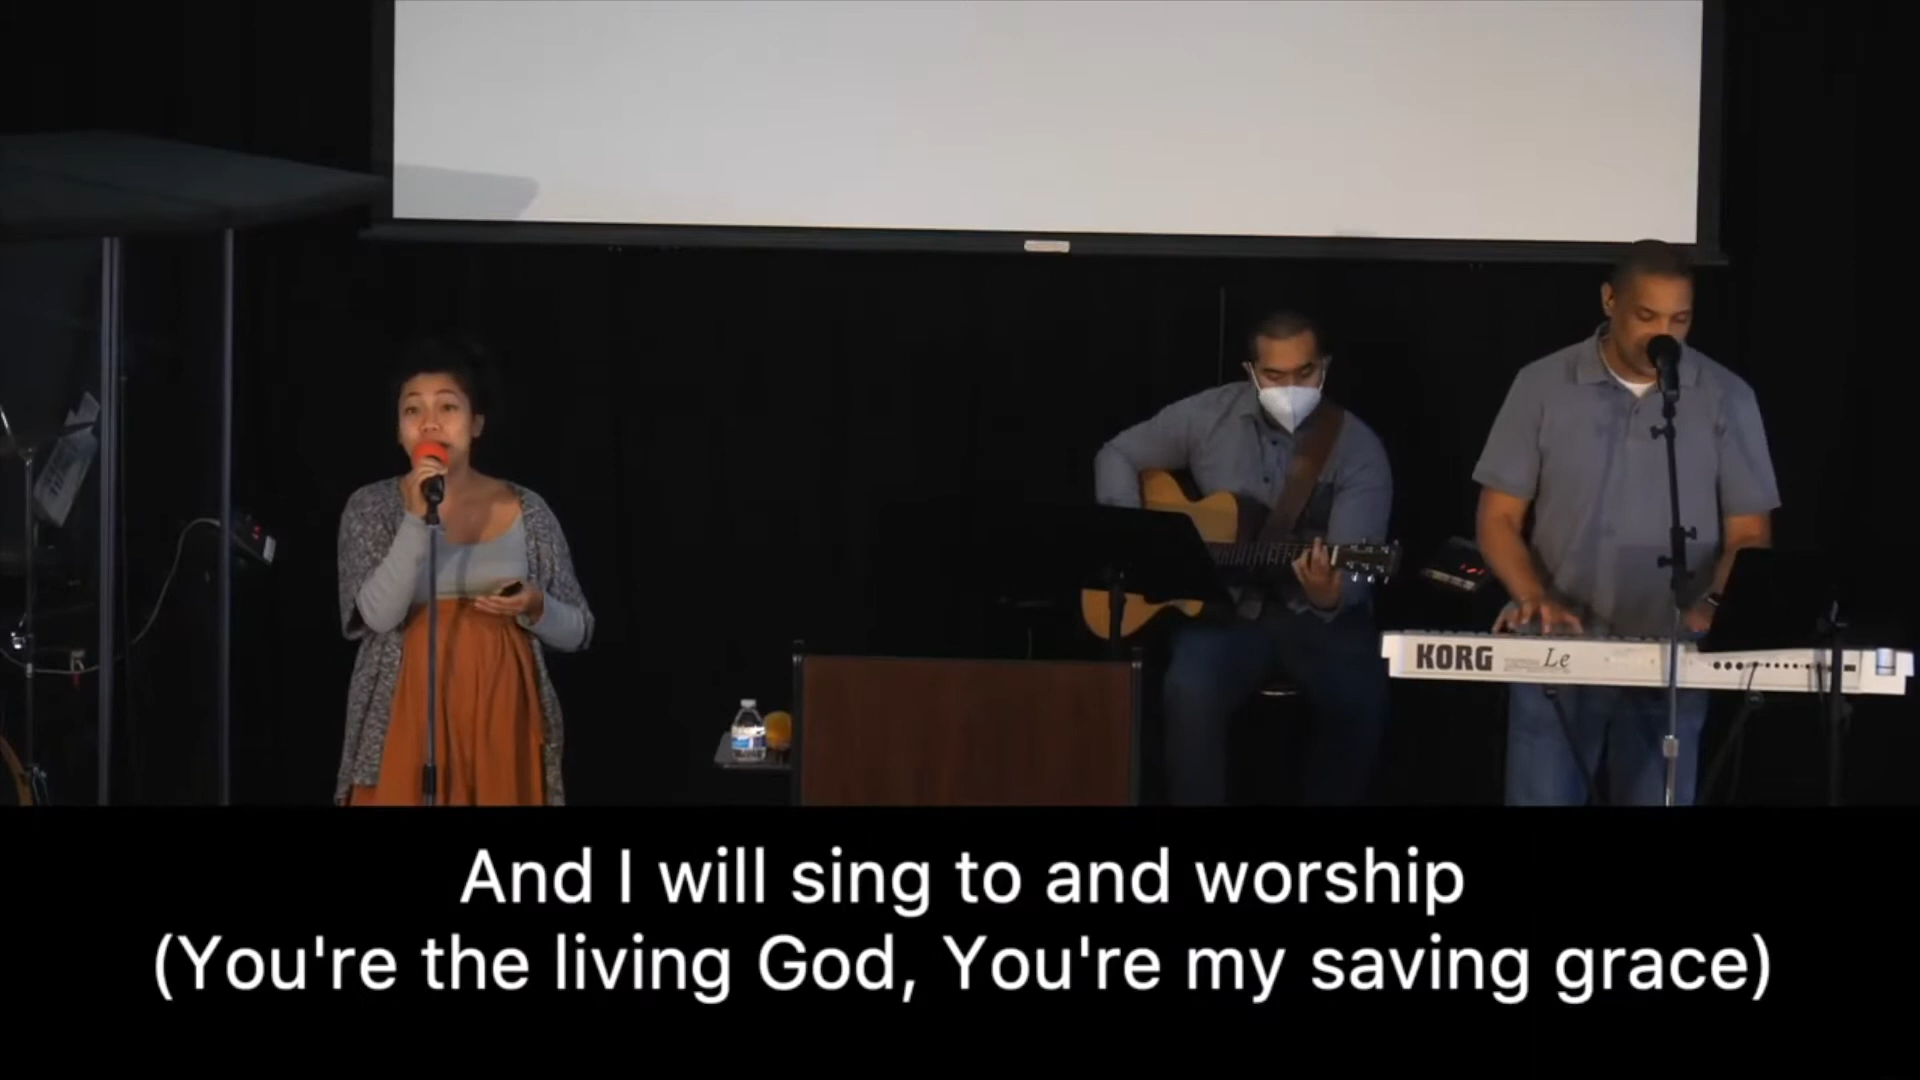 KORG Le
And I will sing to and worship
(You're the living God, You're my saving grace)